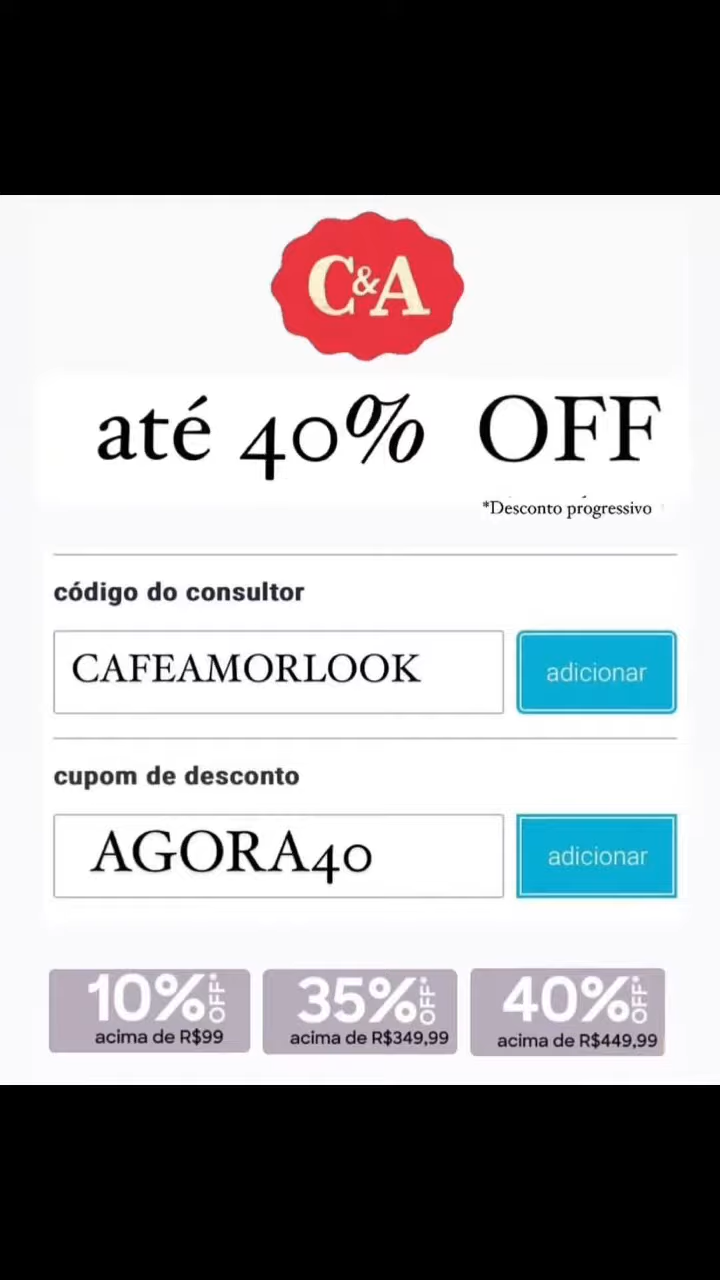 C&A
até 40% OFF
*Desconto progressivo
código do consultor
CAFEAMORLOOK
adicionar
cupom de desconto
AGORA40
adicionar
10% OFF*
acima de R$99
35% OFF*
acima de R$349,99
40% OFF*
acima de R$449,99